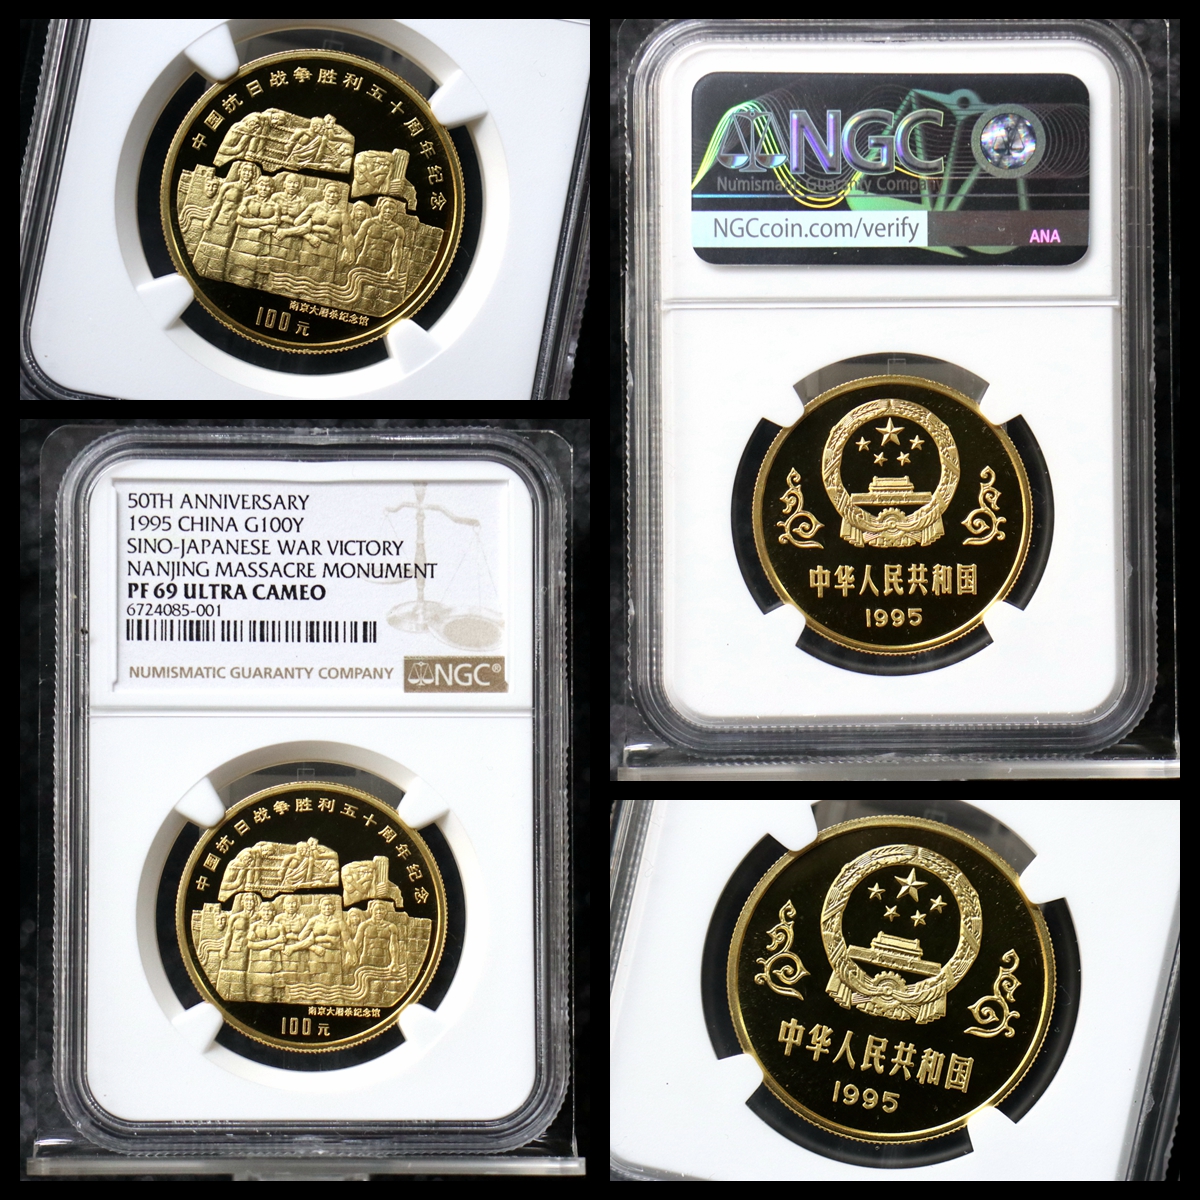 中国抗日战争胜利五十周年纪念
南京大屠杀纪念馆
100元
NGC
Numismatic Guaranty Company
NGCcoin.com/verify
ANA
中华人民共和国
1995
50TH ANNIVERSARY
1995 CHINA G100Y
SINO-JAPANESE WAR VICTORY
NANJING MASSACRE MONUMENT
PF 69 ULTRA CAMEO
6724085-001
NUMISMATIC GUARANTY COMPANY NGC®
中国抗日战争胜利五十周年纪念
南京大屠杀纪念馆
100元
中华人民共和国
1995